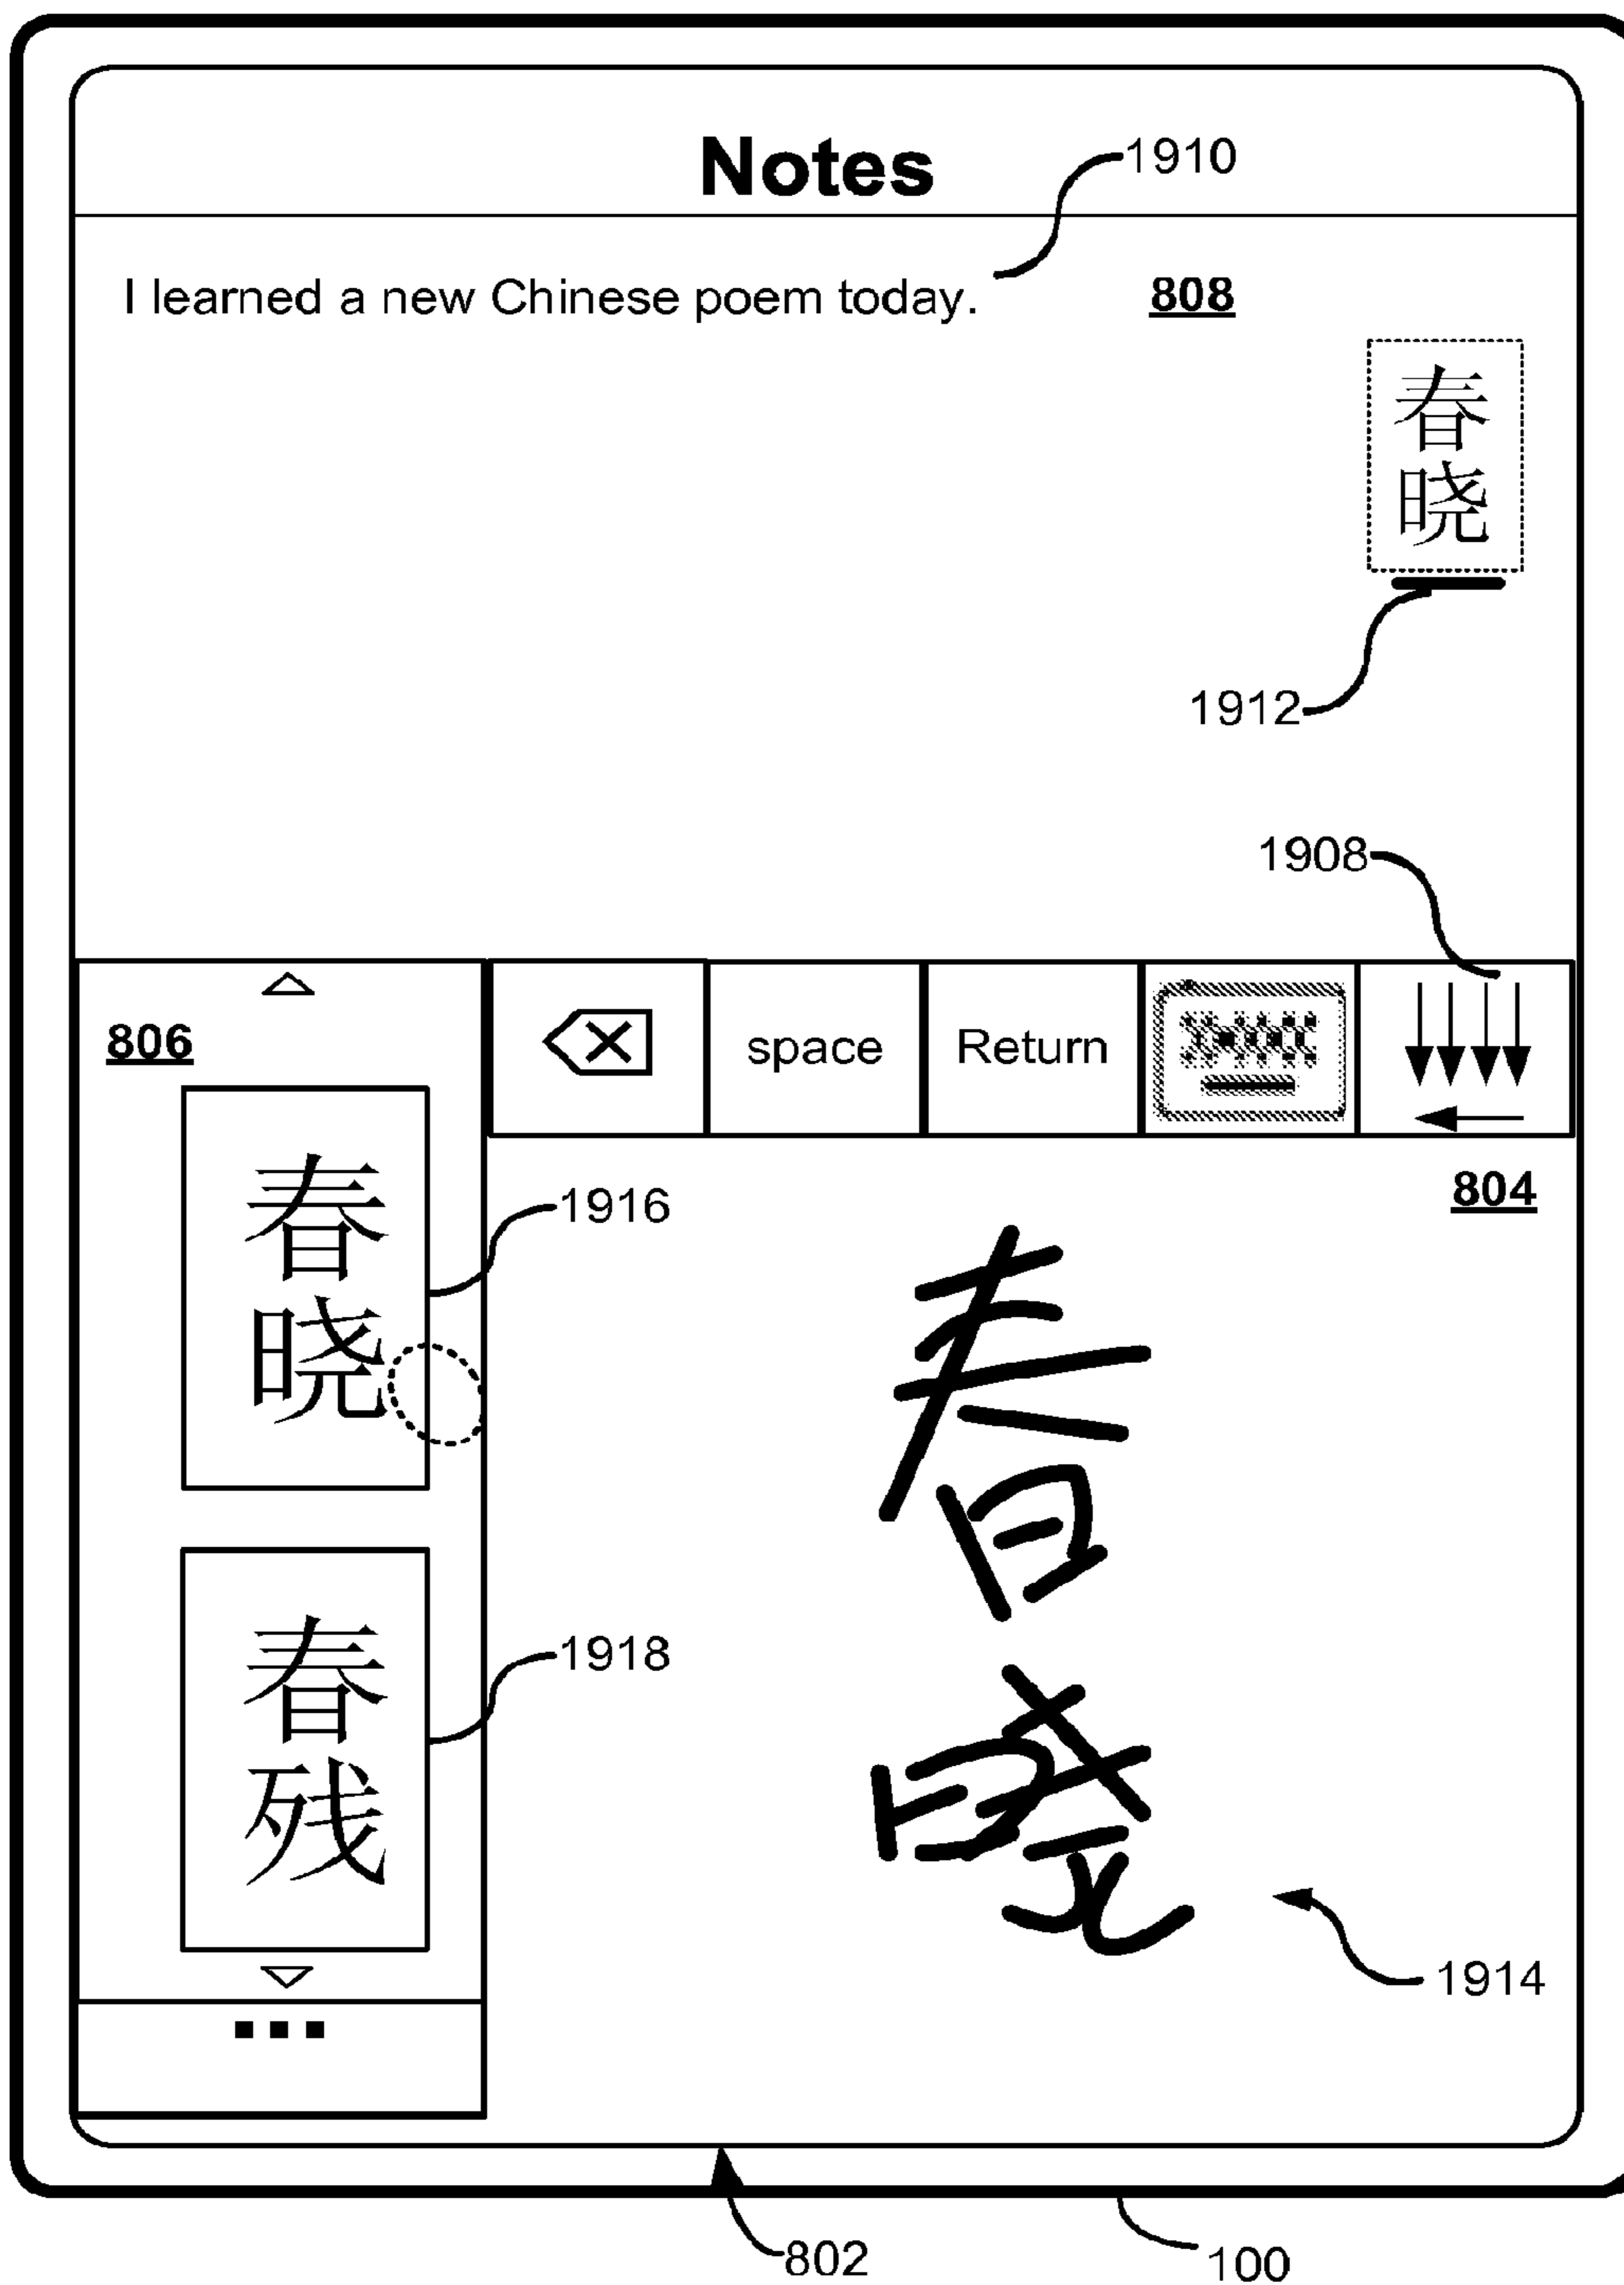 Notes
1910
I learned a new Chinese poem today.
808
春晓
1912
1908
806
space
Return
804
春晓
1916
春晓
春残
1918
1914
802
100